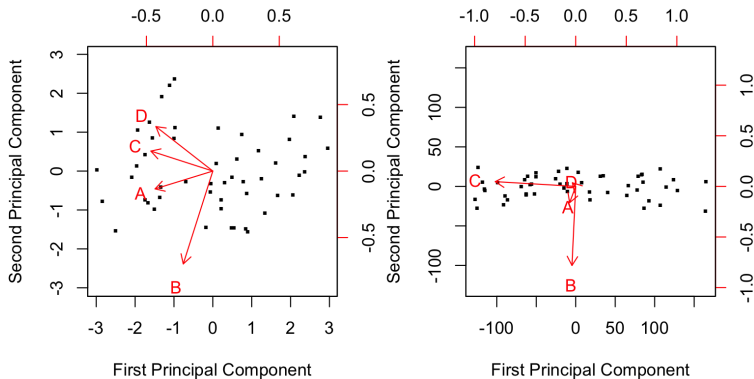 -0.5 0.0 0.5
-1.0 -0.5 0.0 0.5 1.0
Second Principal Component
3
2
1
0
-1
-2
-3
D
C
A
B
0.5
0.0
-0.5
-3 -2 -1 0 1 2 3
First Principal Component
Second Principal Component
150
100
50
0
-100
C
D
A
B
1.0
0.5
0.0
-0.5
-1.0
-100 0 50 100
First Principal Component